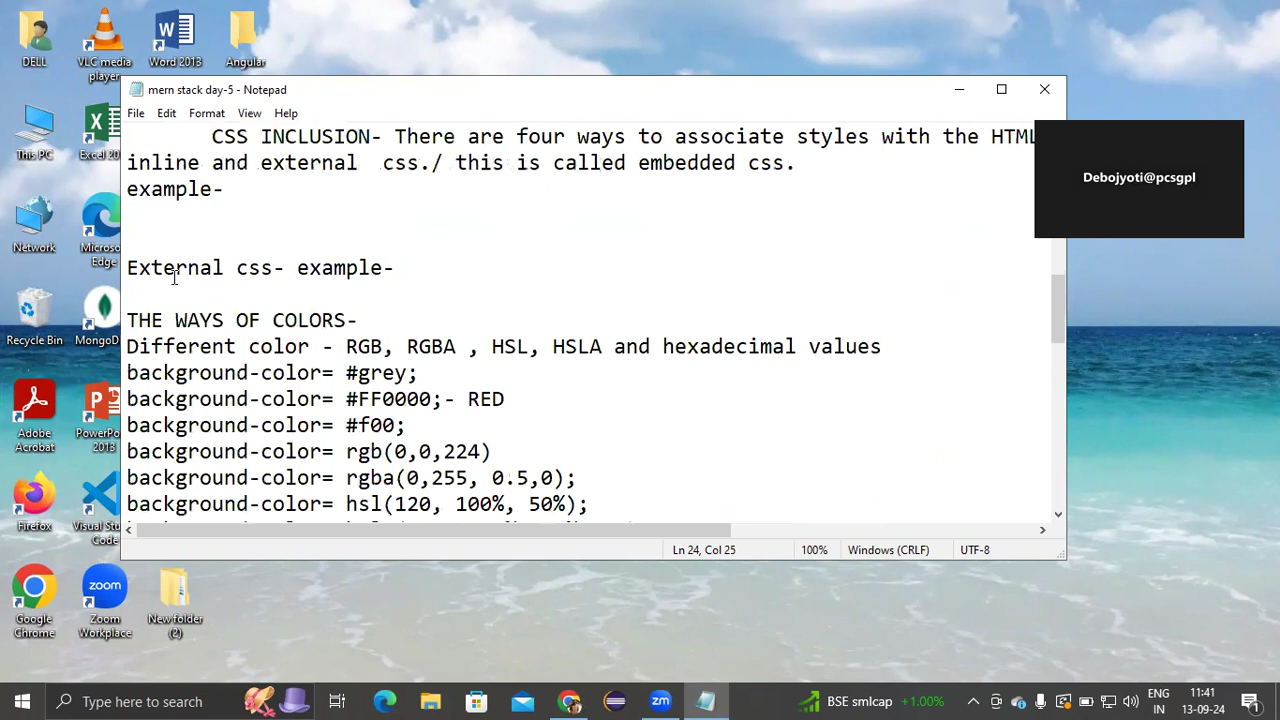 DELL
VLC media player
Word 2013
Angular
This PC
Excel 20
Network
Microso
Edge
Recycle Bin
MongoD
Adobe Acrobat
PowerPo
2013
Firefox
Visual Stu
Code
Google Chrome
Zoom Workplace
New folder (2)
mern stack day-5 - Notepad
File Edit Format View Help
CSS INCLUSION- There are four ways to associate styles with the HTML
inline and external css./ this is called embedded css.
example-
External css- example-
THE WAYS OF COLORS-
Different color - RGB, RGBA , HSL, HSLA and hexadecimal values
background-color= #grey;
background-color= #FF0000;- RED
background-color= #f00;
background-color= rgb(0,0,224)
background-color= rgba(0,255, 0.5,0);
background-color= hsl(120, 100%, 50%);
Ln 24, Col 25 100% Windows (CRLF) UTF-8
Debojyoti@pcsgpl
Type here to search
BSE smlcap +1.00%
ENG
IN
11:41
13-09-24
1